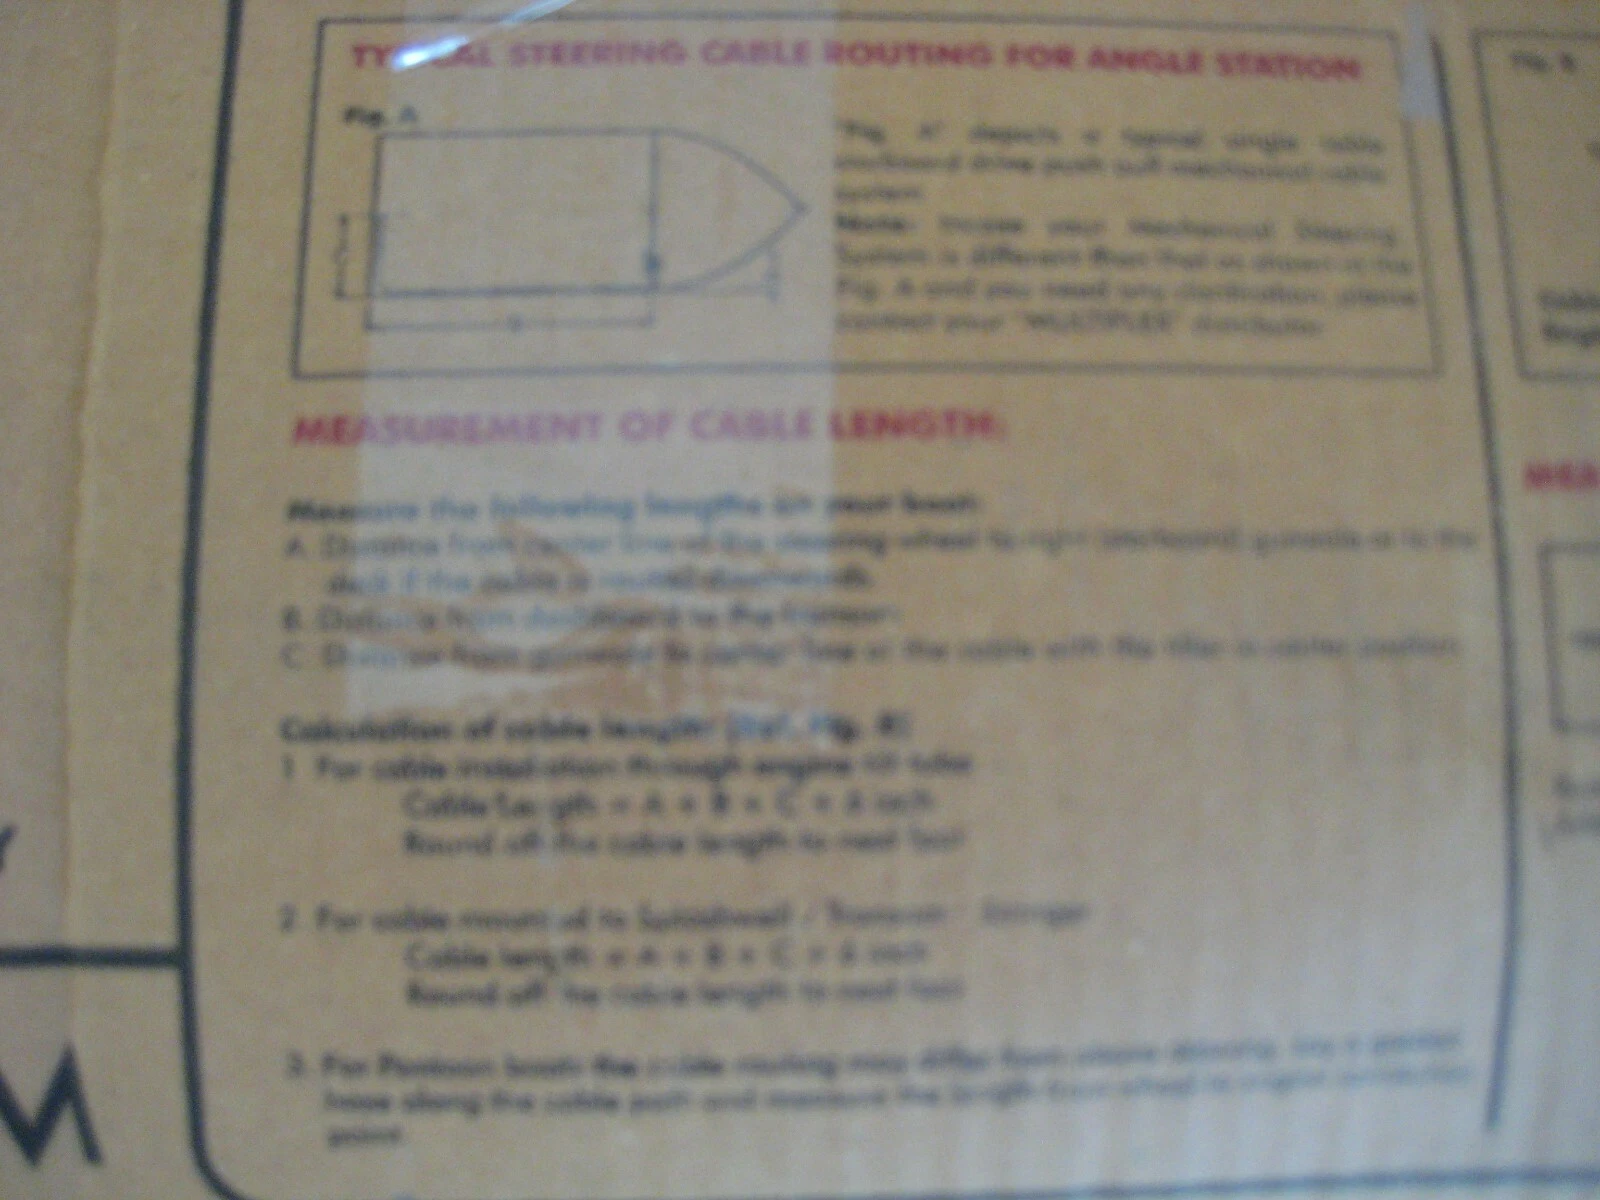 TYPICAL STEERING CABLE ROUTING FOR ANGLE STATION
Fig. A
"Fig. A" depicts a typical single cable
starboard drive push pull mechanical cable
system
Note: Incase your Mechanical Steering
System is different than that as shown in the
Fig. A and you need any clarification, please
contact your "MULTIFLEX" distributor
MEASUREMENT OF CABLE LENGTH:
Measure the following lengths on your boat:
A. Distance from center line of the steering wheel to right (starboard) gunwale or to the
deck if the cable is routed downwards.
B. Distance from dashboard to the transom
C. Distance from gunwale to center line of the cable with the tiller in center position
Calculation of cable length: (Ref. Fig.
1. For cable installation through engine tilt tube
Cable Length = A + B + C + 6 inch
Round off the cable length to next foot
2. For cable mounted to Splashwell / Transom
Cable length = A + B + C + 6 inch
Round off the cable length to next foot
3. For Pontoon boats the cable routing may differ from above drawing, lay a garden
hose along the cable path and measure the length from wheel to engine connection
point
M